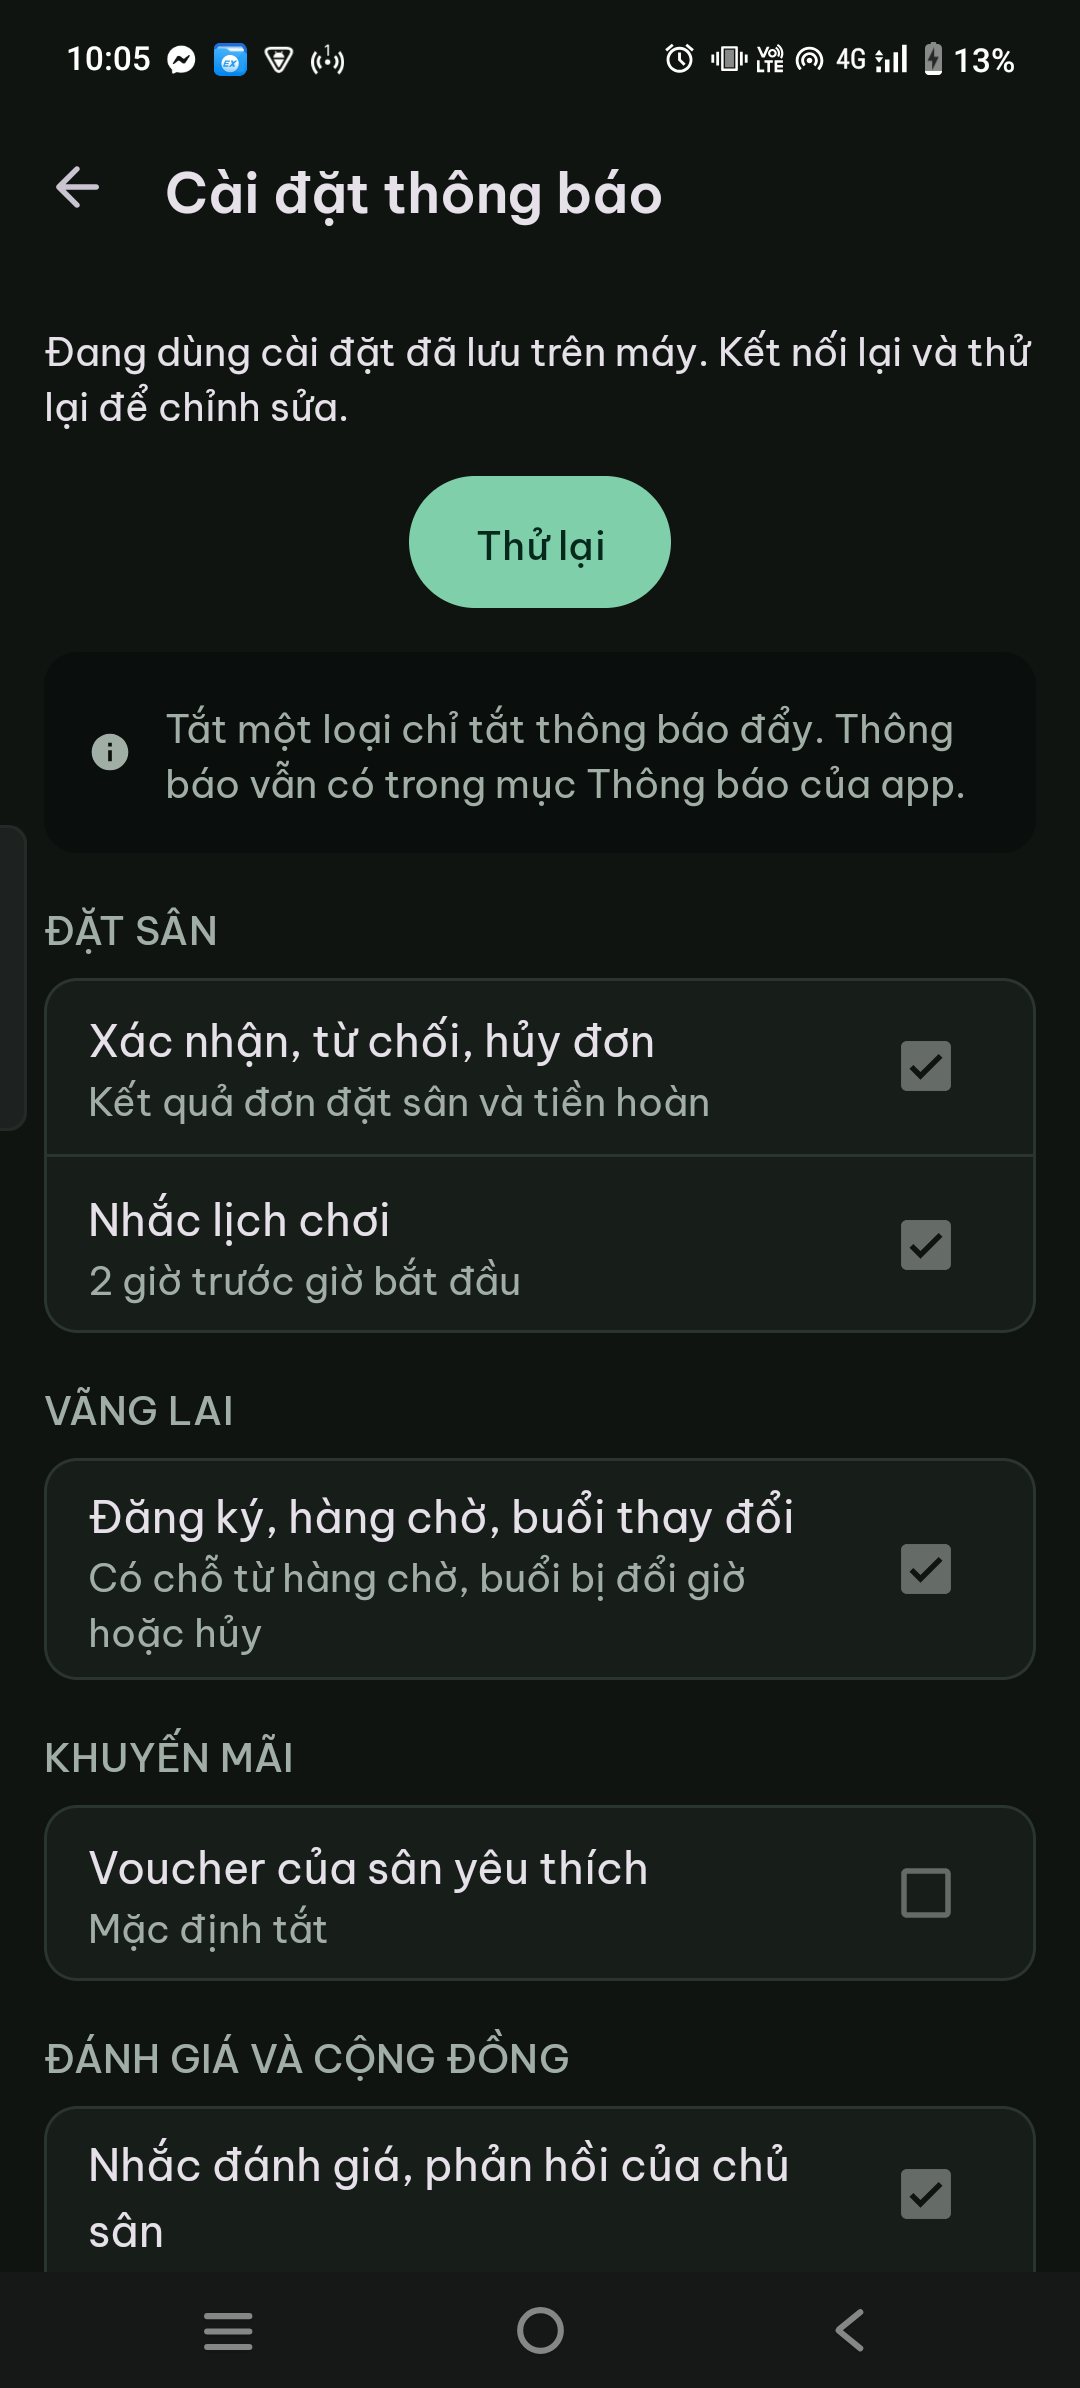 10:05
1
VoLTE
4G
13%
Cài đặt thông báo
Đang dùng cài đặt đã lưu trên máy. Kết nối lại và thử
lại để chỉnh sửa.
Thử lại
Tắt một loại chỉ tắt thông báo đẩy. Thông
báo vẫn có trong mục Thông báo của app.
ĐẶT SÂN
Xác nhận, từ chối, hủy đơn
Kết quả đơn đặt sân và tiền hoàn
Nhắc lịch chơi
2 giờ trước giờ bắt đầu
VÃNG LAI
Đăng ký, hàng chờ, buổi thay đổi
Có chỗ từ hàng chờ, buổi bị đổi giờ
hoặc hủy
KHUYẾN MÃI
Voucher của sân yêu thích
Mặc định tắt
ĐÁNH GIÁ VÀ CỘNG ĐỒNG
Nhắc đánh giá, phản hồi của chủ
sân